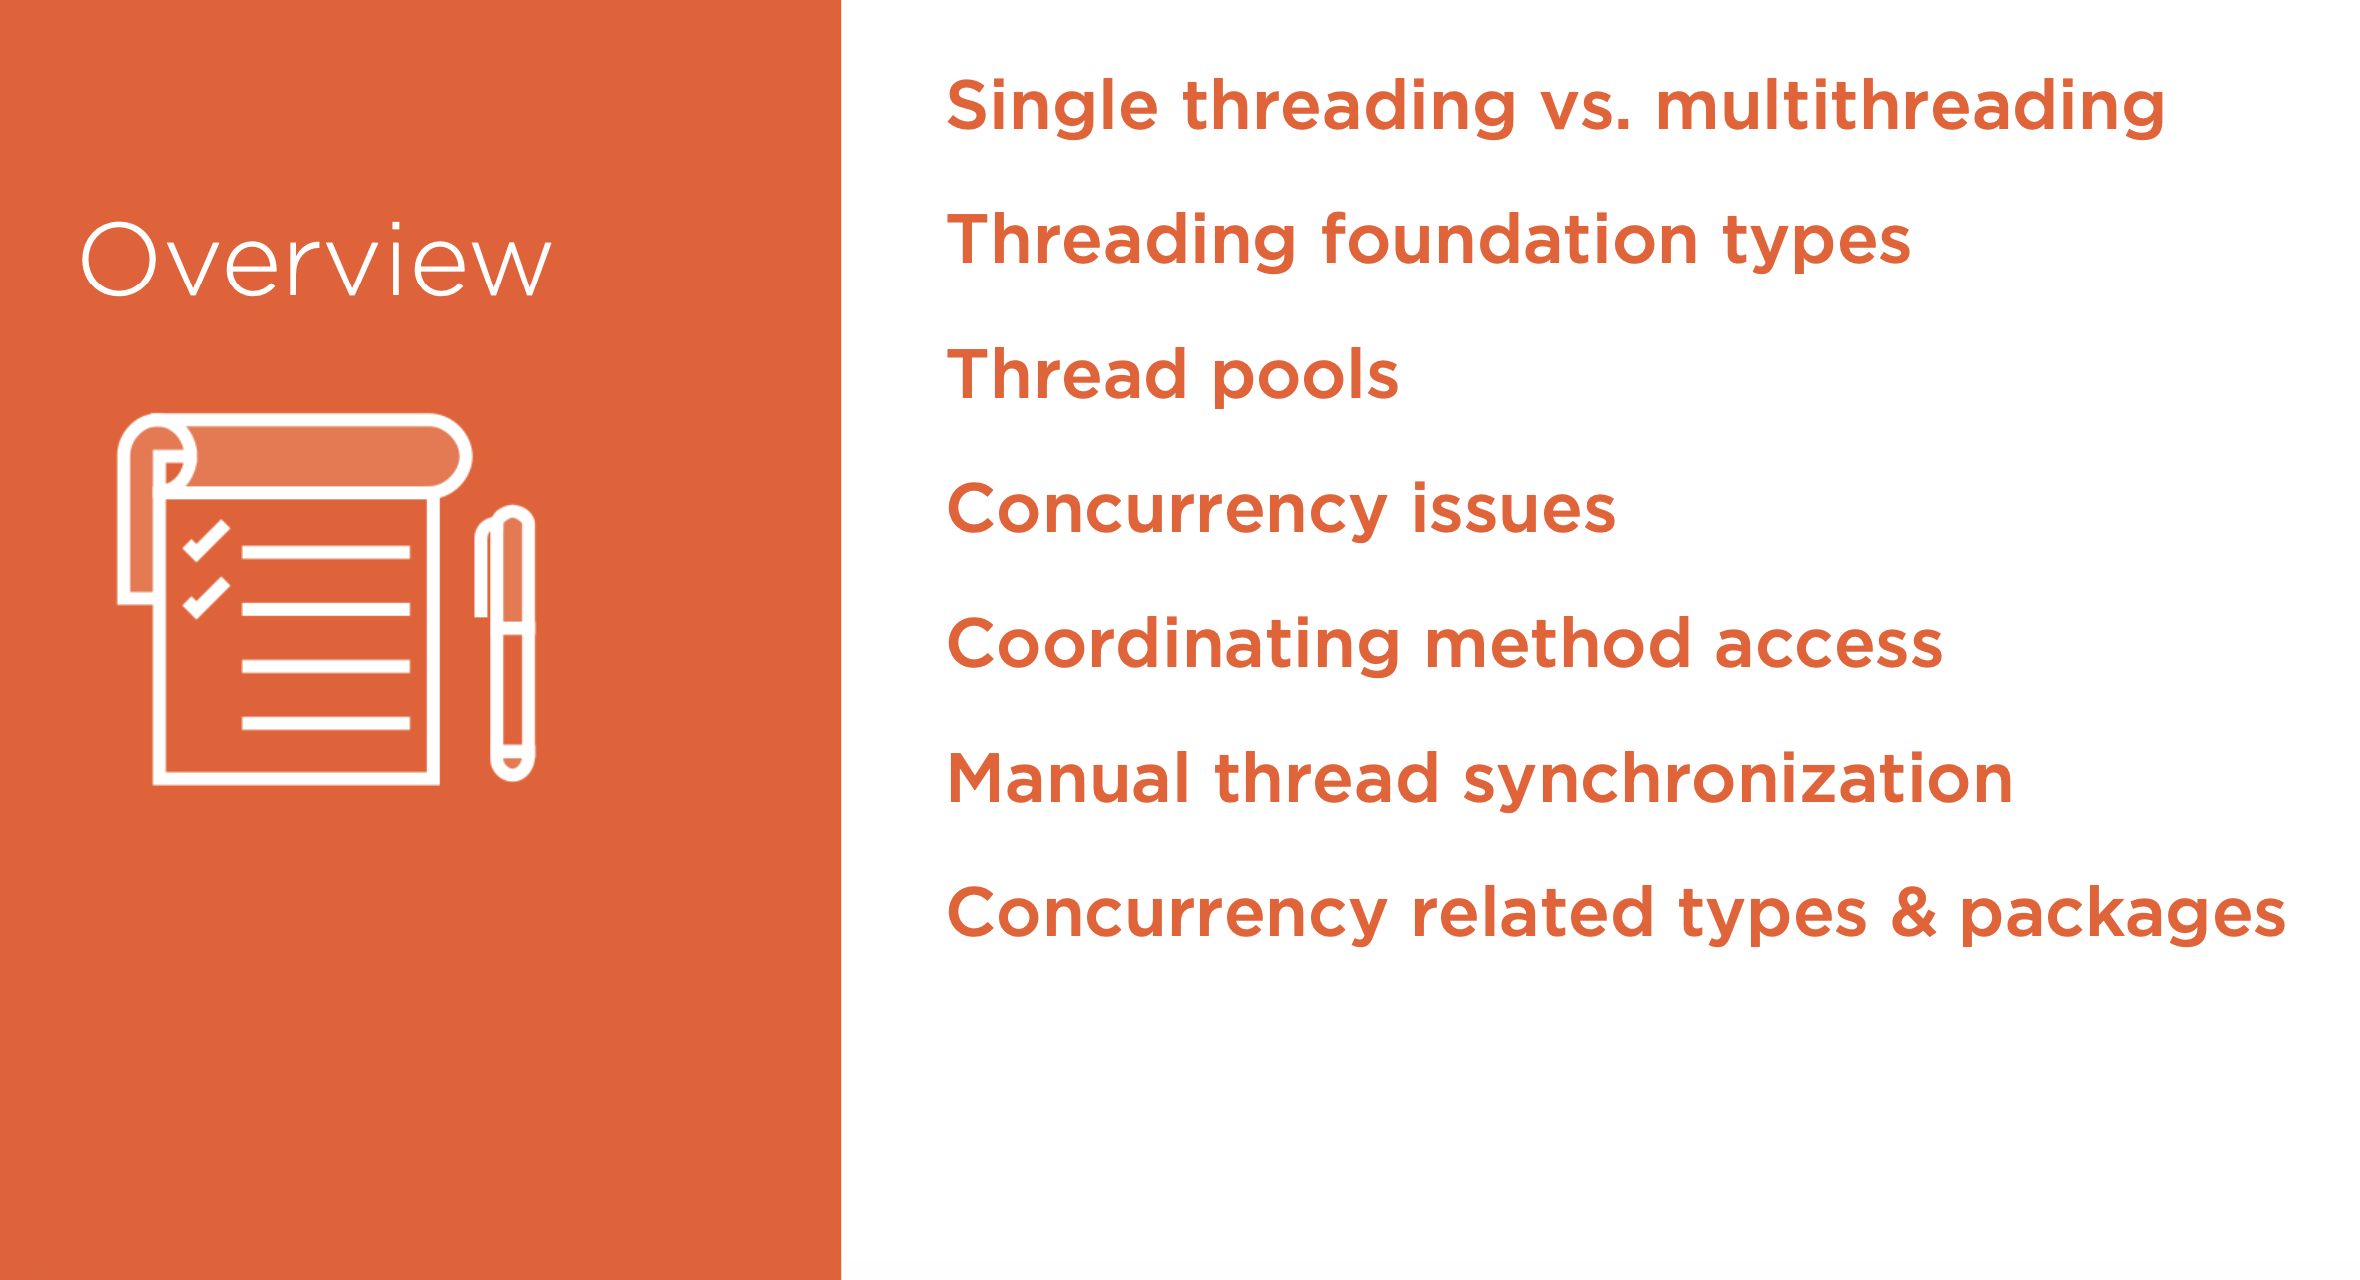 Overview
Single threading vs. multithreading
Threading foundation types
Thread pools
Concurrency issues
Coordinating method access
Manual thread synchronization
Concurrency related types & packages